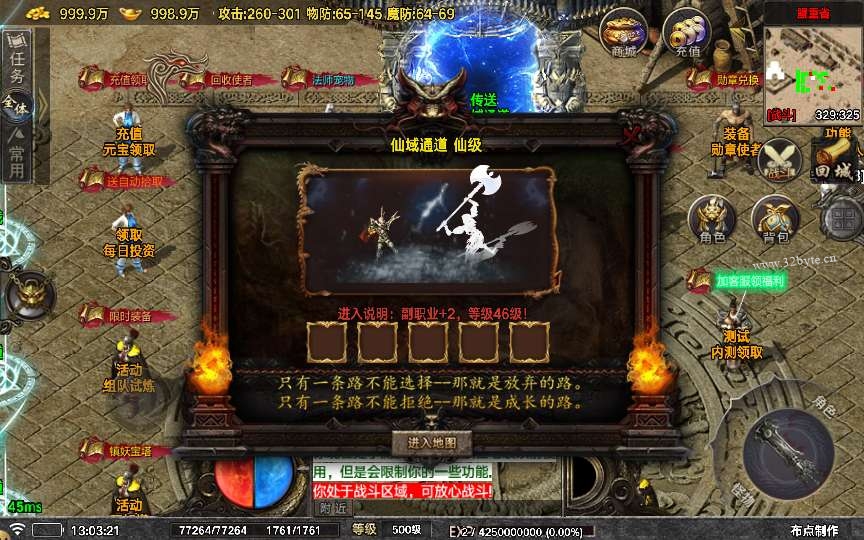 999.9万
998.9万
攻击:260-301 物防:65-145 魔防:64-69
盟重省
商城
充值
任务
全体
常用
充值领取
回收使者
法师宠物
勋章兑换
传送
[战斗]
329:325
仙域通道 仙级
充值
元宝领取
装备
勋章使者
功能
战斗
回城
送自动拾取
领取
每日投资
角色
背包
www.32byte.cn
加客服领福利
限时装备
进入说明：副职业+2，等级46级!
测试
内测领取
活动
组队试炼
只有一条路不能选择--那就是放弃的路。
只有一条路不能拒绝--那就是成长的路。
角色
怪物
进入地图
镇妖宝塔
活动
用，但是会限制你的一些功能,
你处于战斗区域，可放心战斗!
附近
45ms
13:03:21
77264/77264
1761/1761
等级
500级
4250000000 (0.00%)
布点制作